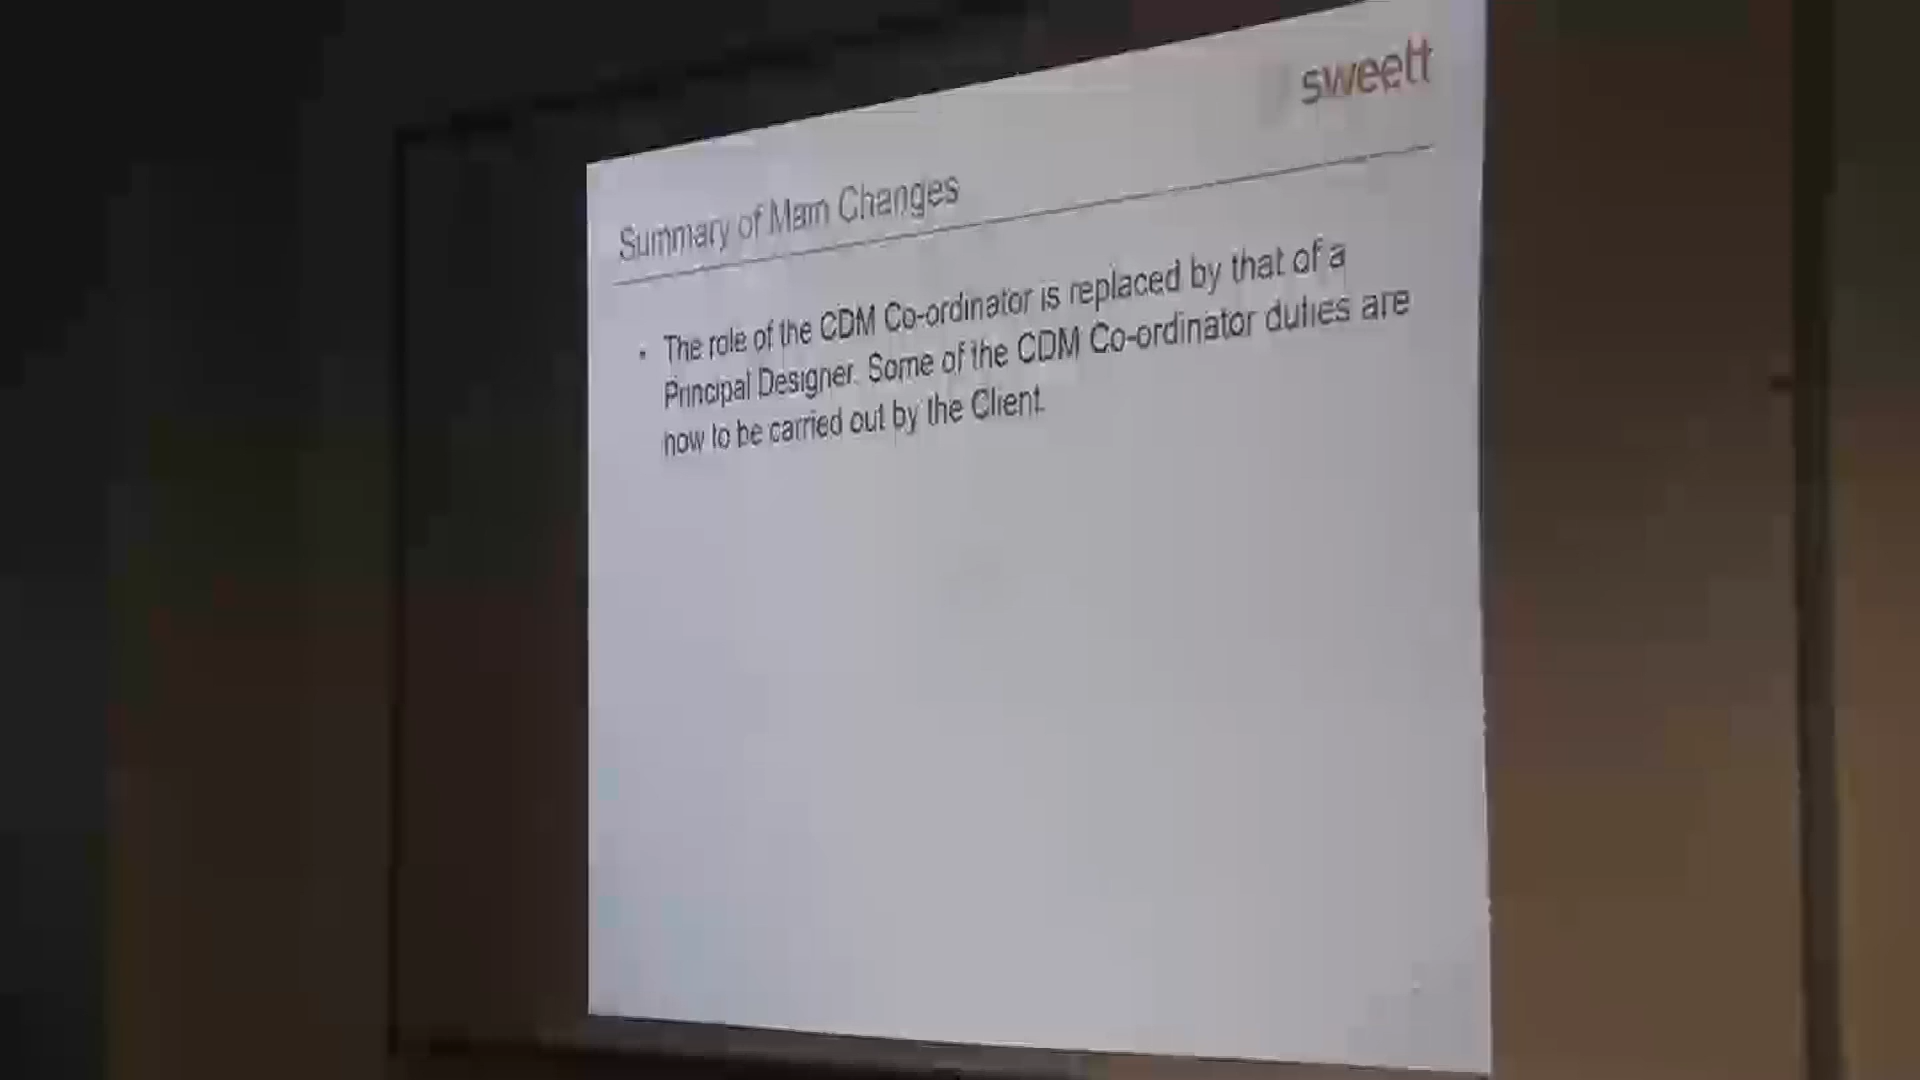 sweett
Summary of Main Changes
• The role of the CDM Co-ordinator is replaced by that of a
Principal Designer. Some of the CDM Co-ordinator duties are
now to be carried out by the Client.